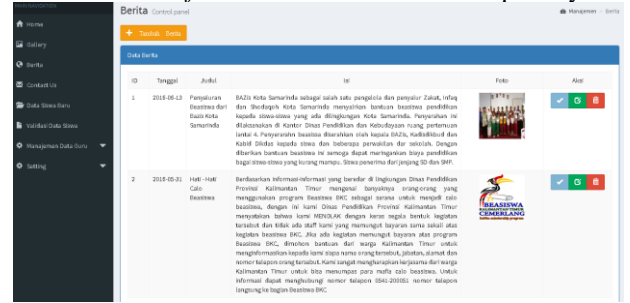 MAIN NAVIGATION
Home
Gallery
Berita
Contact Us
Data Siswa Baru
Validasi Data Siswa
Manajemen Data Guru
Setting
Berita Control panel
Manajemen Berita
+ Tambah Berita
Data Berita
ID Tanggal Judul Isi Foto Aksi
1 2016-06-13 Penyaluran Beasiswa dari Bazis Kota Samarinda
BAZis Kota Samarinda sebagai salah satu pengelola dan penyalur Zakat, Infaq
dan Shodaqoh Kota Samarinda menyalurkan bantuan beasiswa pendidikan
kepada siswa-siswa yang ada dilingkungan Kota Samarinda. Penyerahan ini
dilaksanakan di Kantor Dinas Pendidikan dan Kebudayaan ruang pertemuan
lantai 4. Penyerahan beasiswa diserahkan oleh kepala BAZis, Kadisdikbud dan
Kabid Dikdas kepada siswa dan beberapa perwakilan dar sekolah. Dengan
diberikan bantuan beasiswa ini semoga dapat meringankan biaya pendidikan
bagai siswa-siswa yang kurang mampu. Siswa penerima dari jenjang SD dan SMP.
2 2016-05-31 Hati -Hati Calo Beasiswa
Berdasarkan informasi-informasi yang beredar di lingkungan Dinas Pendidikan
Provinsi Kalimantan Timur mengenai banyaknya orang-orang yang
menggunakan program Beasiswa BKC sebagai sarana untuk menjadi calo
beasiswa, dengan ini kami Dinas Pendidikan Provinsi Kalimantan Timur
menyatakan bahwa kami MENOLAK dengan keras segala bentuk kegiatan
tersebut dan tidak ada staff kami yang memungut bayaran sama sekali atas
kegiatan beasiswa BKC. Jika ada kegiatan memungut bayaran atas program
Beasiswa BKC, dimohon bantuan dari warga Kalimantan Timur untuk
menginformasikan kepada kami siapa nama orang tersebut, jabatan, alamat dan
nomor telapon orang tersebut. Kami sangat mengharapkan kerjasama dari warga
Kalimantan Timur untuk bisa menumpas para mafia calo beasiswa. Untuk
informasi dapat menghubungi nomor telapon 0541-200051 nomor telapon
langsung ke bagian Beasiswa BKC
BEASISWA
KALIMANTAN TIMUR
CEMERLANG